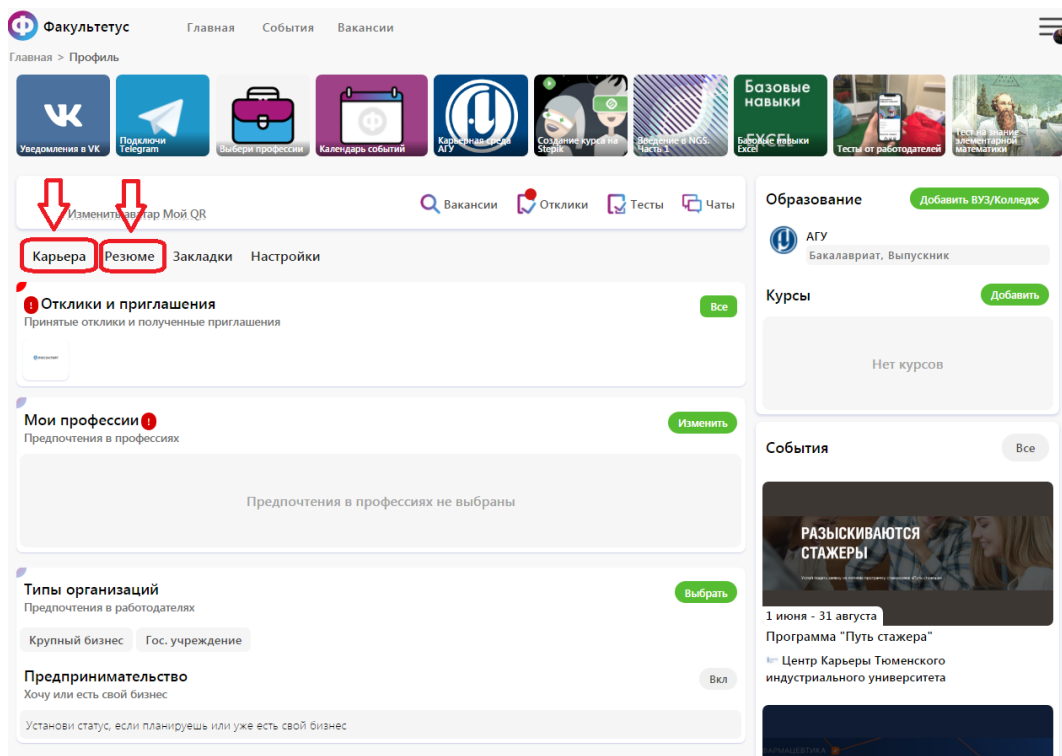 Факультетус
Главная
События
Вакансии
Главная > Профиль
Уведомления в VK
Подключи
Telegram
Выбери профессии
Календарь событий
Карьерная среда
АГУ
Создание курса на
Stepik
Введение в NGS.
Часть 1
Базовые
навыки
EXCEL
Базовые навыки
Excel
Тесты от работодателей
Тест на знание
элементарной
математики
Изменить аватар Мой QR
Вакансии
Отклики
Тесты
Чаты
Карьера
Резюме
Закладки
Настройки
Отклики и приглашения
Все
Принятые отклики и полученные приглашения
Мои профессии
Изменить
Предпочтения в профессиях
Предпочтения в профессиях не выбраны
Типы организаций
Выбрать
Предпочтения в работодателях
Крупный бизнес
Гос. учреждение
Предпринимательство
Вкл
Хочу или есть свой бизнес
Установи статус, если планируешь или уже есть свой бизнес
Образование
Добавить ВУЗ/Колледж
АГУ
Бакалавриат, Выпускник
Курсы
Добавить
Нет курсов
События
Все
РАЗЫСКИВАЮТСЯ
СТАЖЕРЫ
1 июня - 31 августа
Программа "Путь стажера"
Центр Карьеры Тюменского
индустриального университета